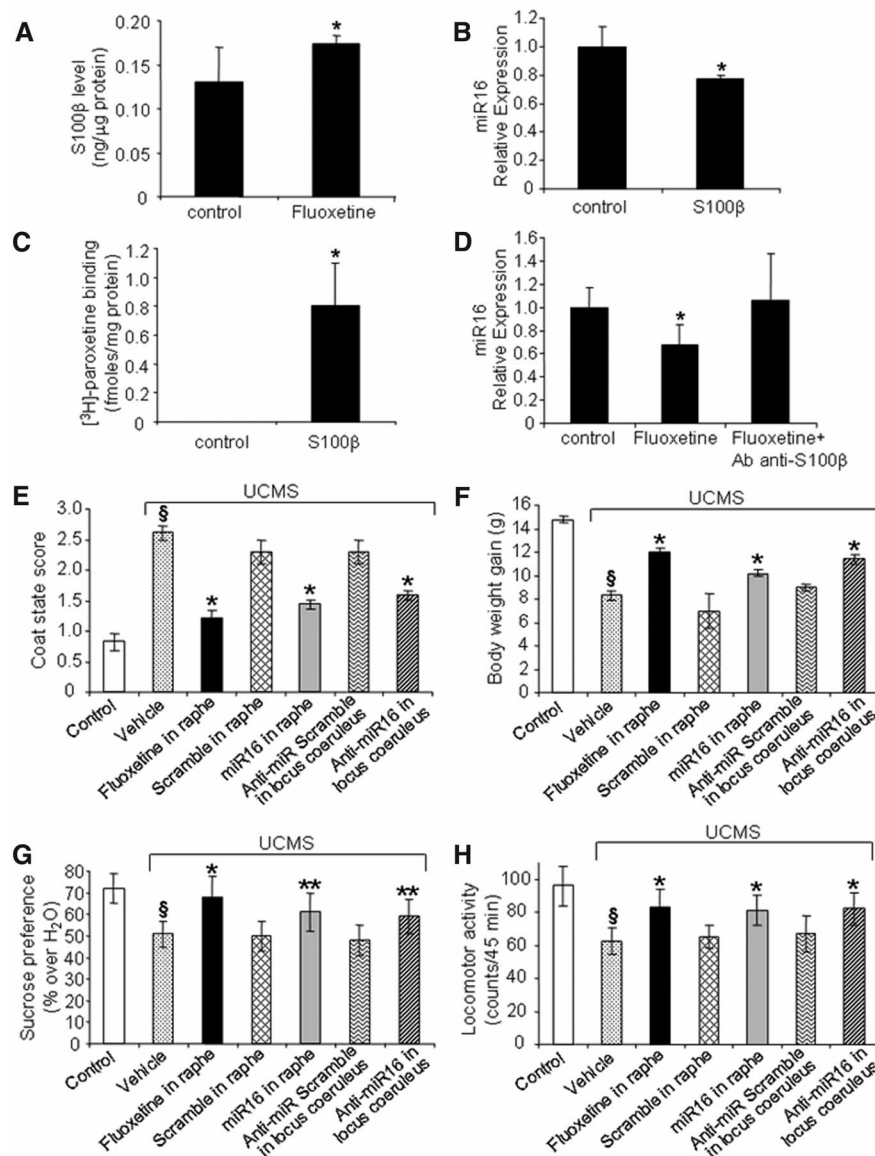 A
S100β level
(ng/μg protein)
0.20
0.15
0.10
0.05
0
*
control
Fluoxetine
B
miR16
Relative Expression
1.2
1.0
0.8
0.6
0.4
0.2
0
*
control
S100β
C
[³H]-paroxetine binding
(fmoles/mg protein)
1.2
1.0
0.8
0.6
0.4
0.2
0
*
control
S100β
D
miR16
Relative Expression
1.6
1.4
1.2
1.0
0.8
0.6
0.4
0.2
0
*
control
Fluoxetine
Fluoxetine+
Ab anti-S100β
E
UCMS
Coat state score
3.0
2.5
2.0
1.5
1.0
0.5
0
§
*
*
*
Control
Vehicle
Fluoxetine in raphe
Scramble in raphe
miR16 in raphe
Anti-miR Scramble
in locus coeruleus
Anti-miR16 in
locus coeruleus
F
UCMS
Body weight gain (g)
16
14
12
10
8
6
4
2
0
§
*
*
*
Control
Vehicle
Fluoxetine in raphe
Scramble in raphe
miR16 in raphe
Anti-miR Scramble
in locus coeruleus
Anti-miR16 in
locus coeruleus
G
UCMS
Sucrose preference
(% over H₂O)
80
70
60
50
40
30
20
10
0
§
*
**
**
Control
Vehicle
Fluoxetine in raphe
Scramble in raphe
miR16 in raphe
Anti-miR Scramble
in locus coeruleus
Anti-miR16 in
locus coeruleus
H
UCMS
Locomotor activity
(counts/45 min)
100
80
60
40
20
0
§
*
*
*
Control
Vehicle
Fluoxetine in raphe
Scramble in raphe
miR16 in raphe
Anti-miR Scramble
in locus coeruleus
Anti-miR16 in
locus coeruleus